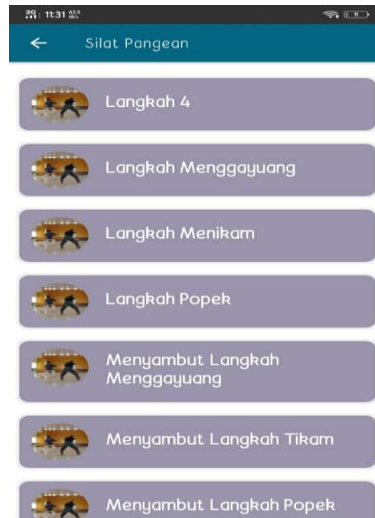 11:31
Silat Pangean
Langkah 4
Langkah Menggayuang
Langkah Menikam
Langkah Popek
Menyambut Langkah
Menggayuang
Menyambut Langkah Tikam
Menyambut Langkah Popek